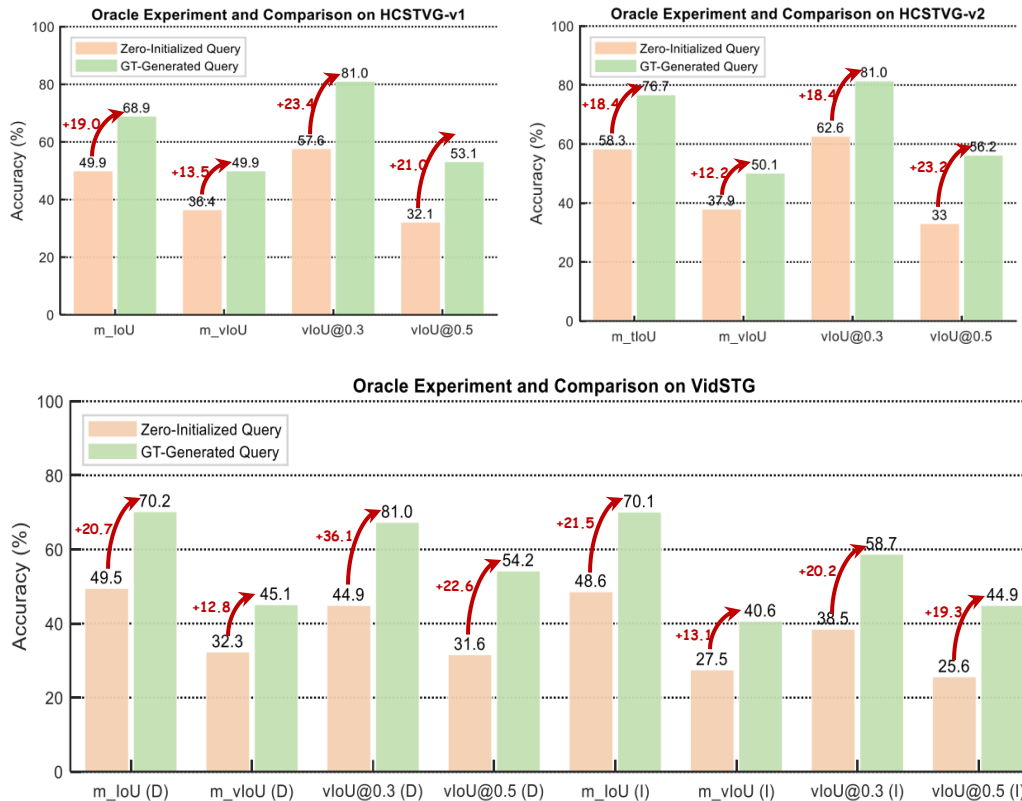 Oracle Experiment and Comparison on HCSTVG-v1
Zero-Initialized Query
GT-Generated Query
Accuracy (%)
100
80
60
40
20
0
49.9
+19.0
68.9
36.4
+13.5
49.9
57.6
+23.4
81.0
32.1
+21.0
53.1
m_IoU
m_vIoU
vIoU@0.3
vIoU@0.5
Oracle Experiment and Comparison on HCSTVG-v2
Zero-Initialized Query
GT-Generated Query
Accuracy (%)
100
80
60
40
20
0
58.3
+18.4
76.7
37.9
+12.2
50.1
62.6
+18.4
81.0
33
+23.2
56.2
m_tIoU
m_vIoU
vIoU@0.3
vIoU@0.5
Oracle Experiment and Comparison on VidSTG
Zero-Initialized Query
GT-Generated Query
Accuracy (%)
100
80
60
40
20
0
49.5
+20.7
70.2
32.3
+12.8
45.1
44.9
+36.1
81.0
31.6
+22.6
54.2
48.6
+21.5
70.1
27.5
+13.1
40.6
38.5
+20.2
58.7
25.6
+19.3
44.9
m_IoU (D)
m_vIoU (D)
vIoU@0.3 (D)
vIoU@0.5 (D)
m_IoU (I)
m_vIoU (I)
vIoU@0.3 (I)
vIoU@0.5 (I)